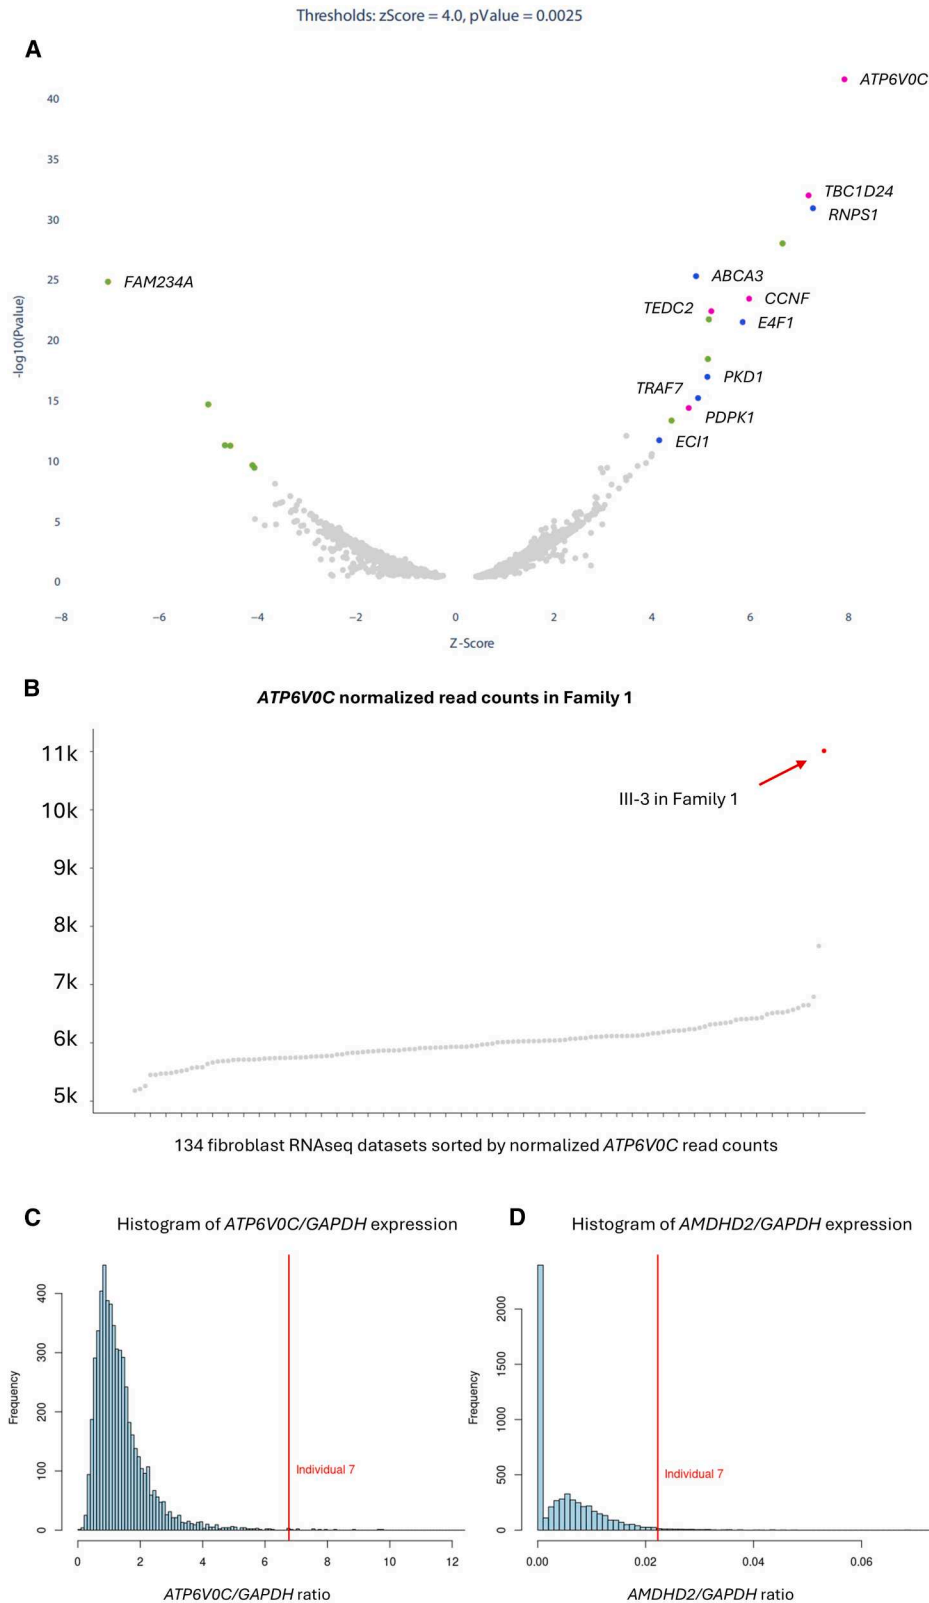 Thresholds: zScore = 4.0, pValue = 0.0025
A
ATP6V0C
40
35
TBC1D24
30
RNPS1
25
FAM234A
ABCA3
CCNF
TEDC2
E4F1
20
-log10(Pvalue)
PKD1
TRAF7
15
PDPK1
ECI1
10
5
0
−8 −6 −4 −2 0 2 4 6 8
Z-Score
B
ATP6V0C normalized read counts in Family 1
11k
III-3 in Family 1
10k
9k
8k
7k
6k
5k
134 fibroblast RNAseq datasets sorted by normalized ATP6V0C read counts
C
Histogram of ATP6V0C/GAPDH expression
Frequency
400
300
200
100
0
Individual 7
0 2 4 6 8 10 12
ATP6V0C/GAPDH ratio
D
Histogram of AMDHD2/GAPDH expression
Frequency
2000
1500
1000
500
0
Individual 7
0.00 0.02 0.04 0.06
AMDHD2/GAPDH ratio